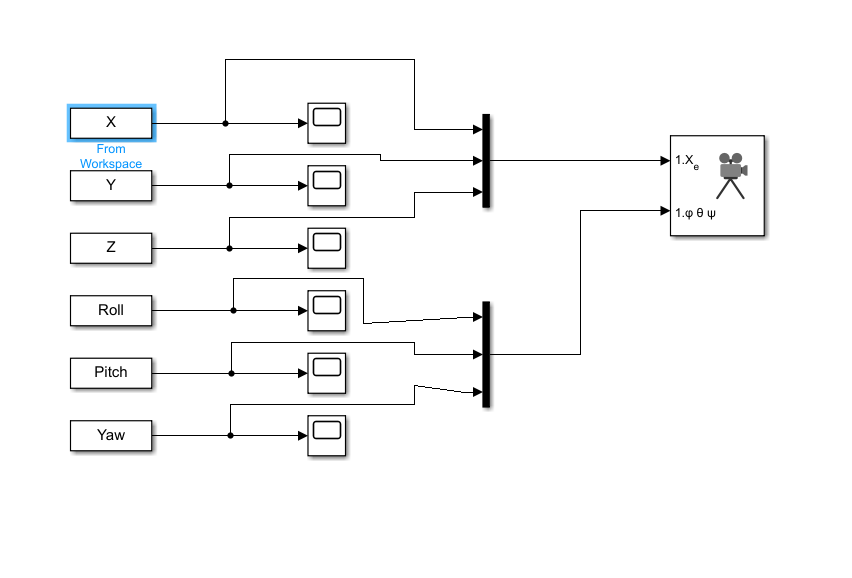 X
From
Workspace
Y
Z
Roll
Pitch
Yaw
1.Xe
1.φ θ ψ